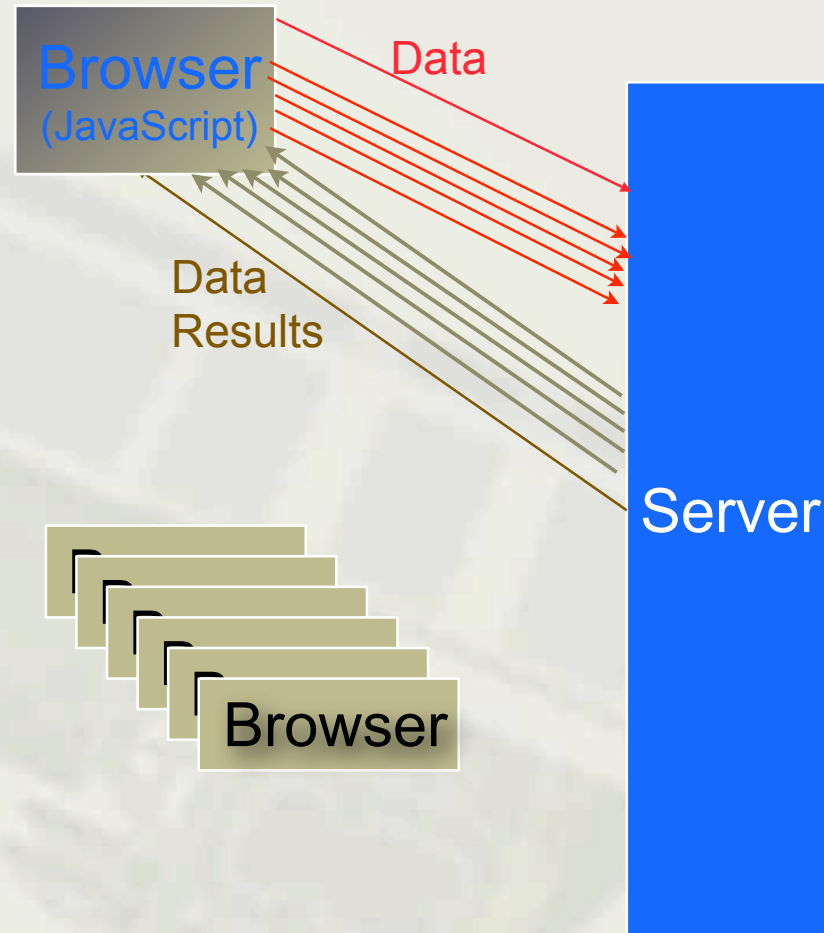 Browser
(JavaScript)
Data
Data
Results
Server
Browser